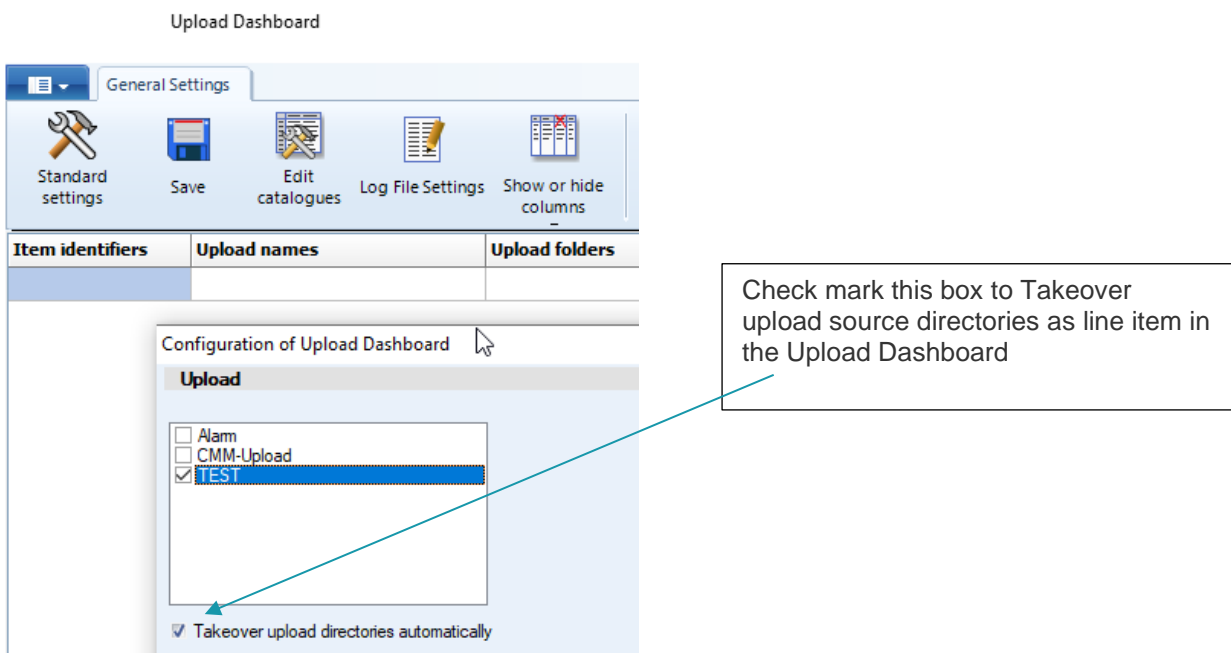 Upload Dashboard
General Settings
Standard
settings
Save
Edit
catalogues
Log File Settings
Show or hide
columns
Item identifiers
Upload names
Upload folders
Configuration of Upload Dashboard
Upload
Alarm
CMM-Upload
TEST
Takeover upload directories automatically
Check mark this box to Takeover
upload source directories as line item in
the Upload Dashboard